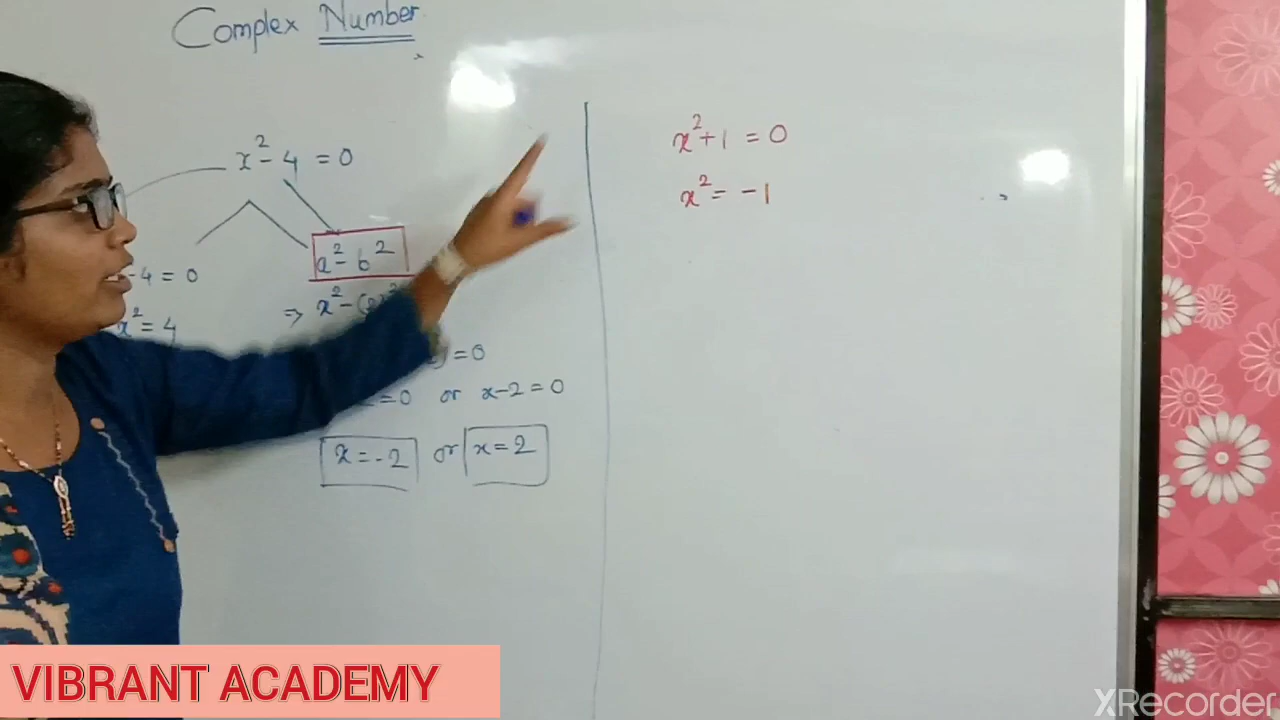 Complex Number
x²-4 = 0
-4 = 0
x² = 4
a²-b²
⇒ x²-(2)²
) = 0
=0 or x-2=0
x=-2 or x=2
x²+1 = 0
x² = -1
VIBRANT ACADEMY
XRecorder